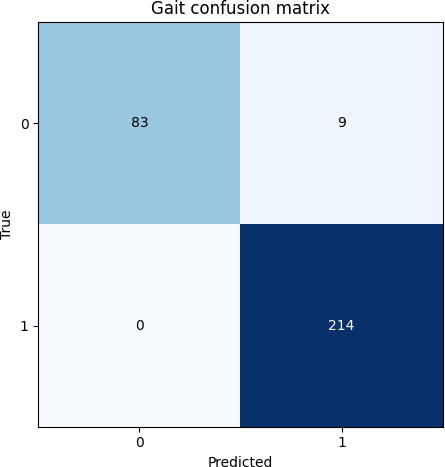 Gait confusion matrix
True
0
83
9
1
0
214
0
1
Predicted